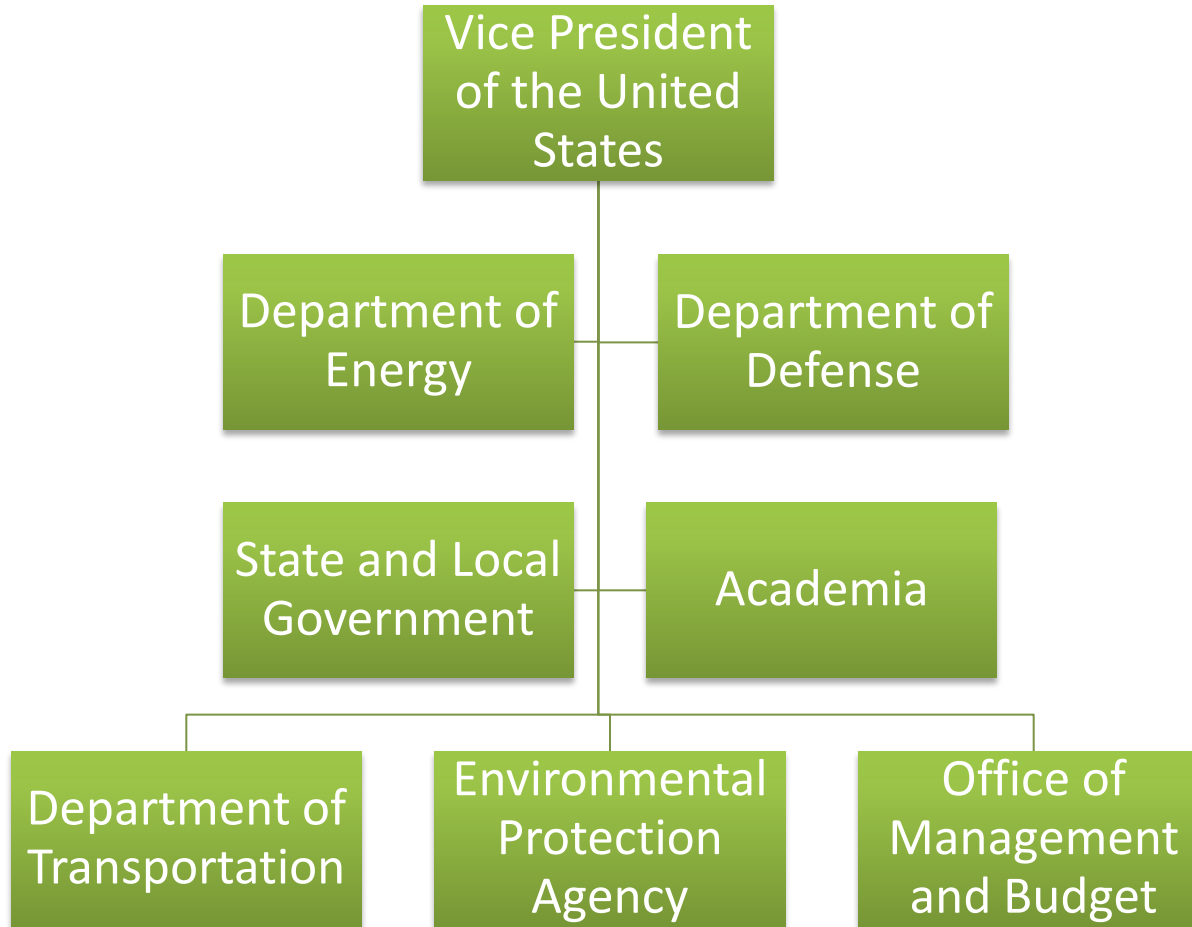 Vice President
of the United
States
Department of
Energy
Department of
Defense
State and Local
Government
Academia
Department of
Transportation
Environmental
Protection
Agency
Office of
Management
and Budget